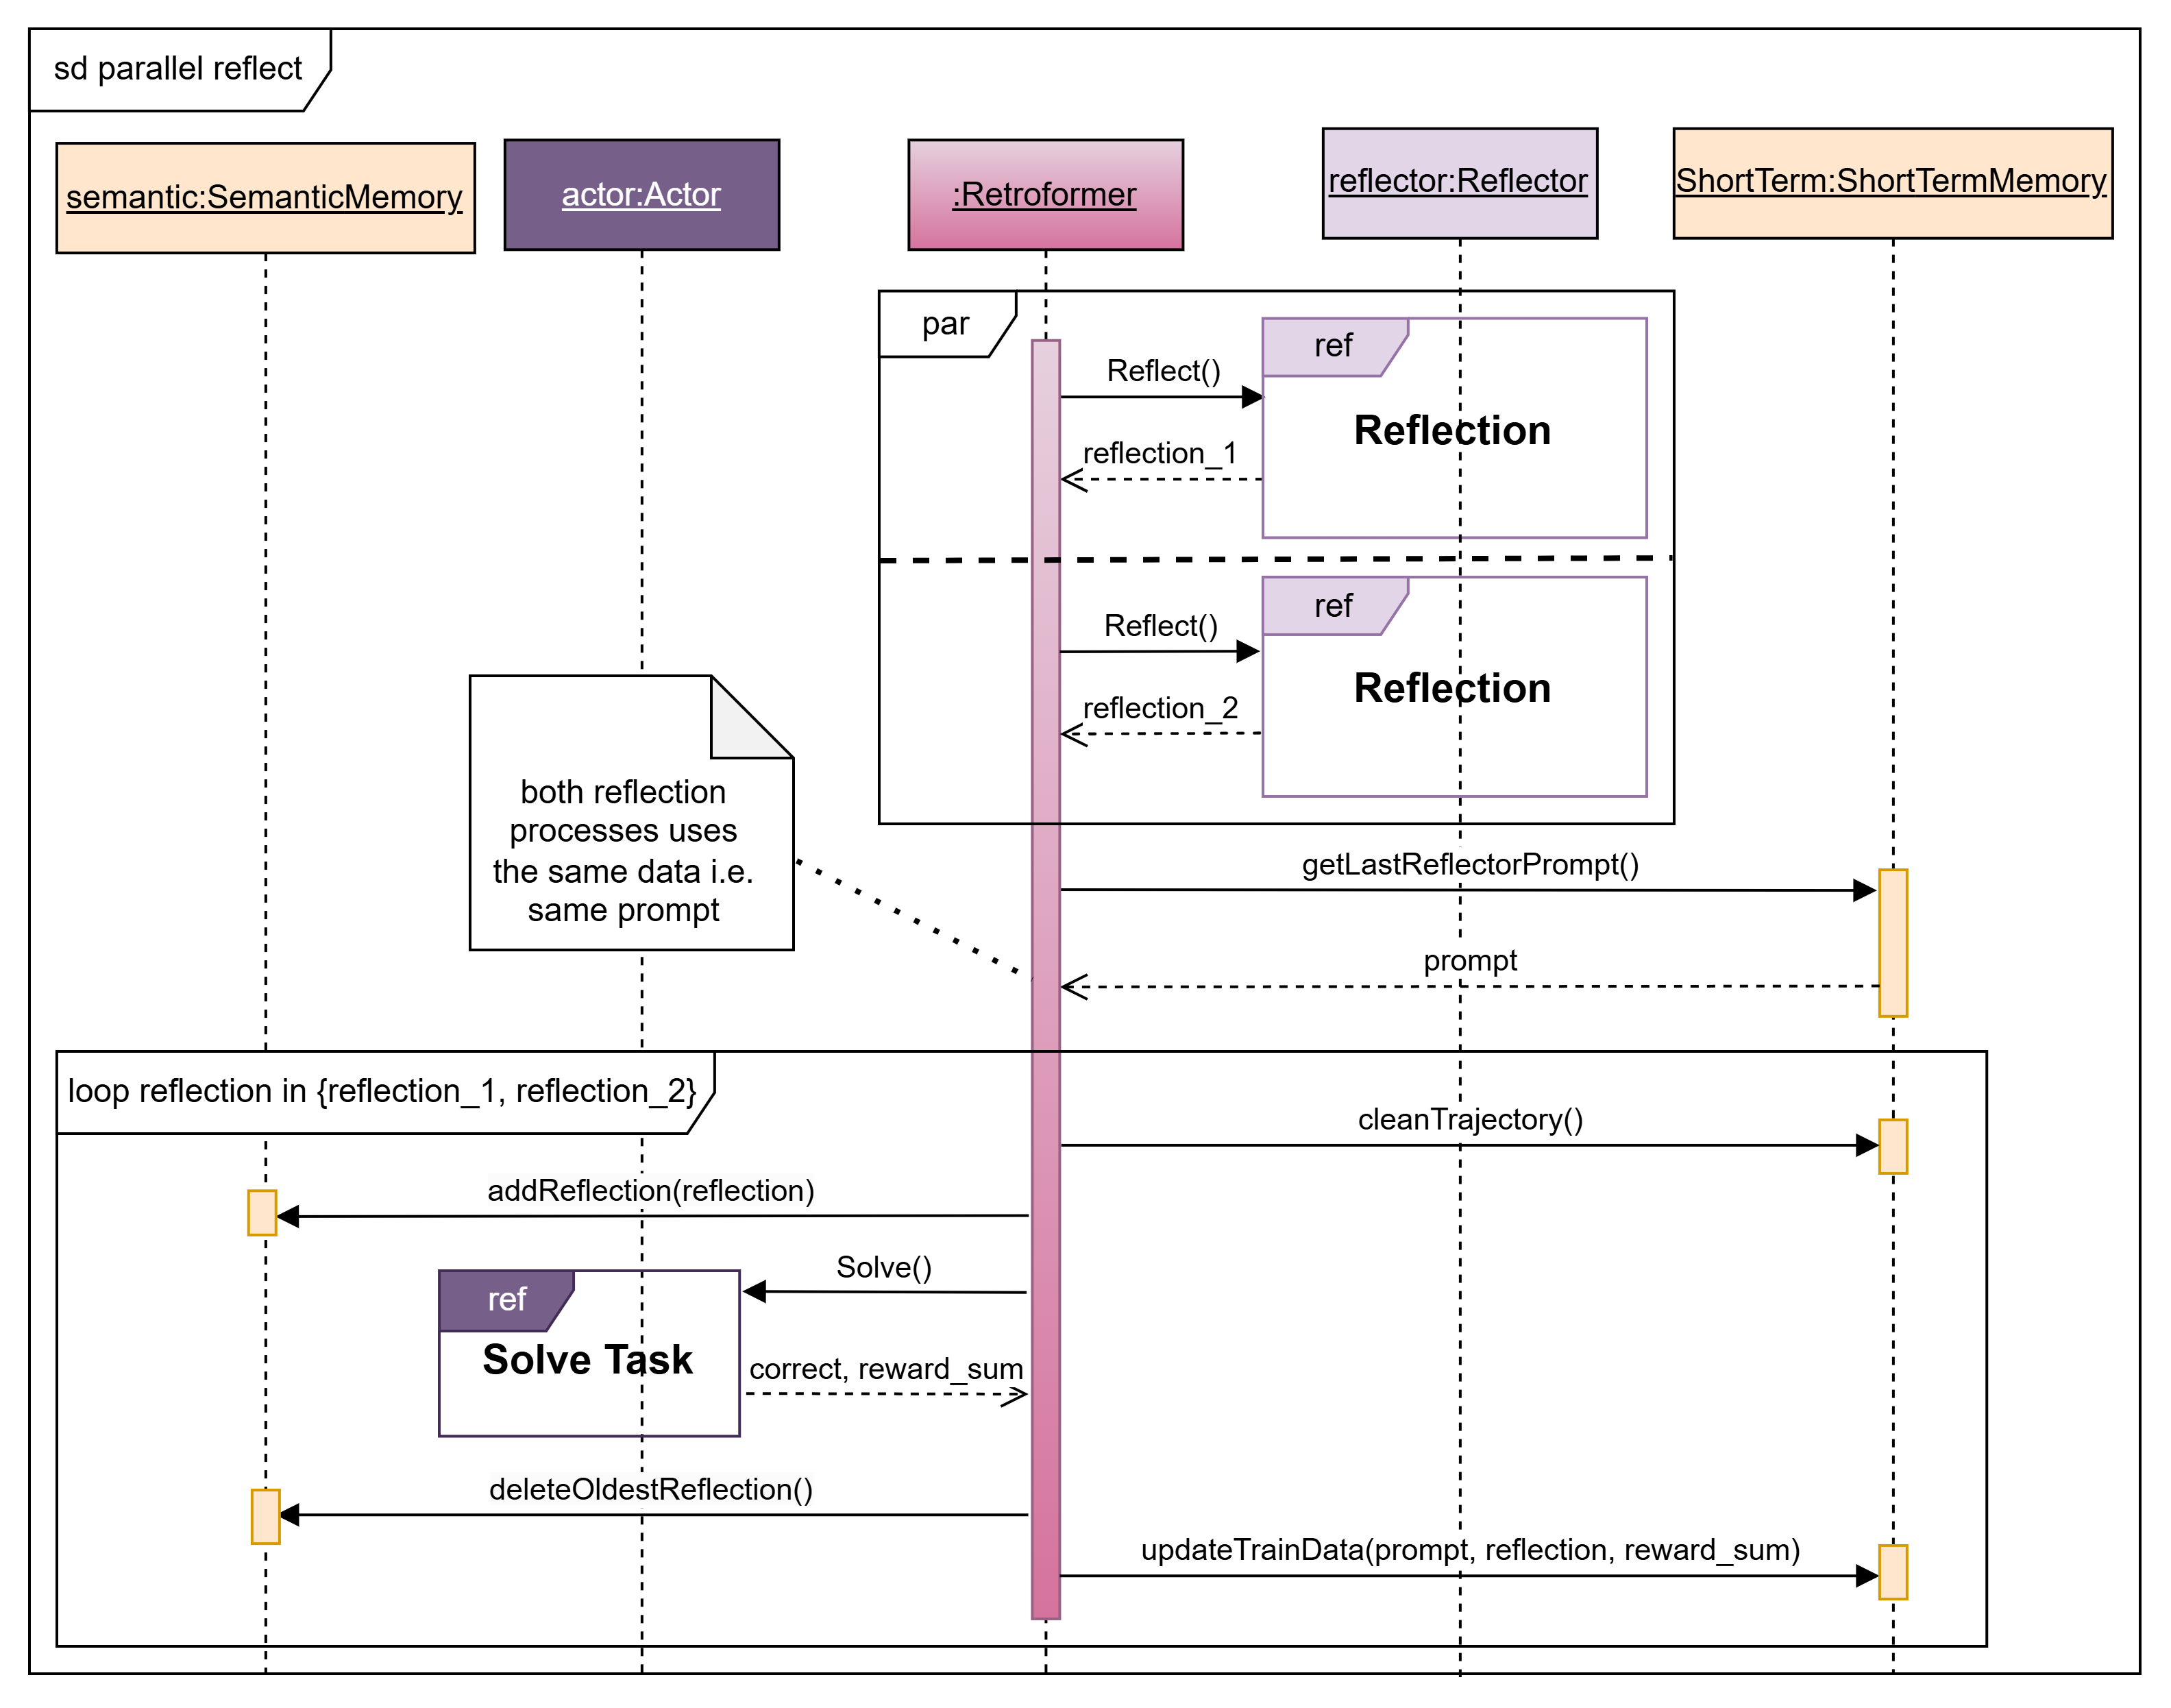 sd parallel reflect
semantic:SemanticMemory
actor:Actor
:Retroformer
reflector:Reflector
ShortTerm:ShortTermMemory
par
ref
Reflect()
Reflection
reflection_1
ref
Reflect()
Reflection
reflection_2
both reflection
processes uses
the same data i.e.
same prompt
getLastReflectorPrompt()
prompt
loop reflection in {reflection_1, reflection_2}
cleanTrajectory()
addReflection(reflection)
Solve()
ref
Solve Task
correct, reward_sum
deleteOldestReflection()
updateTrainData(prompt, reflection, reward_sum)